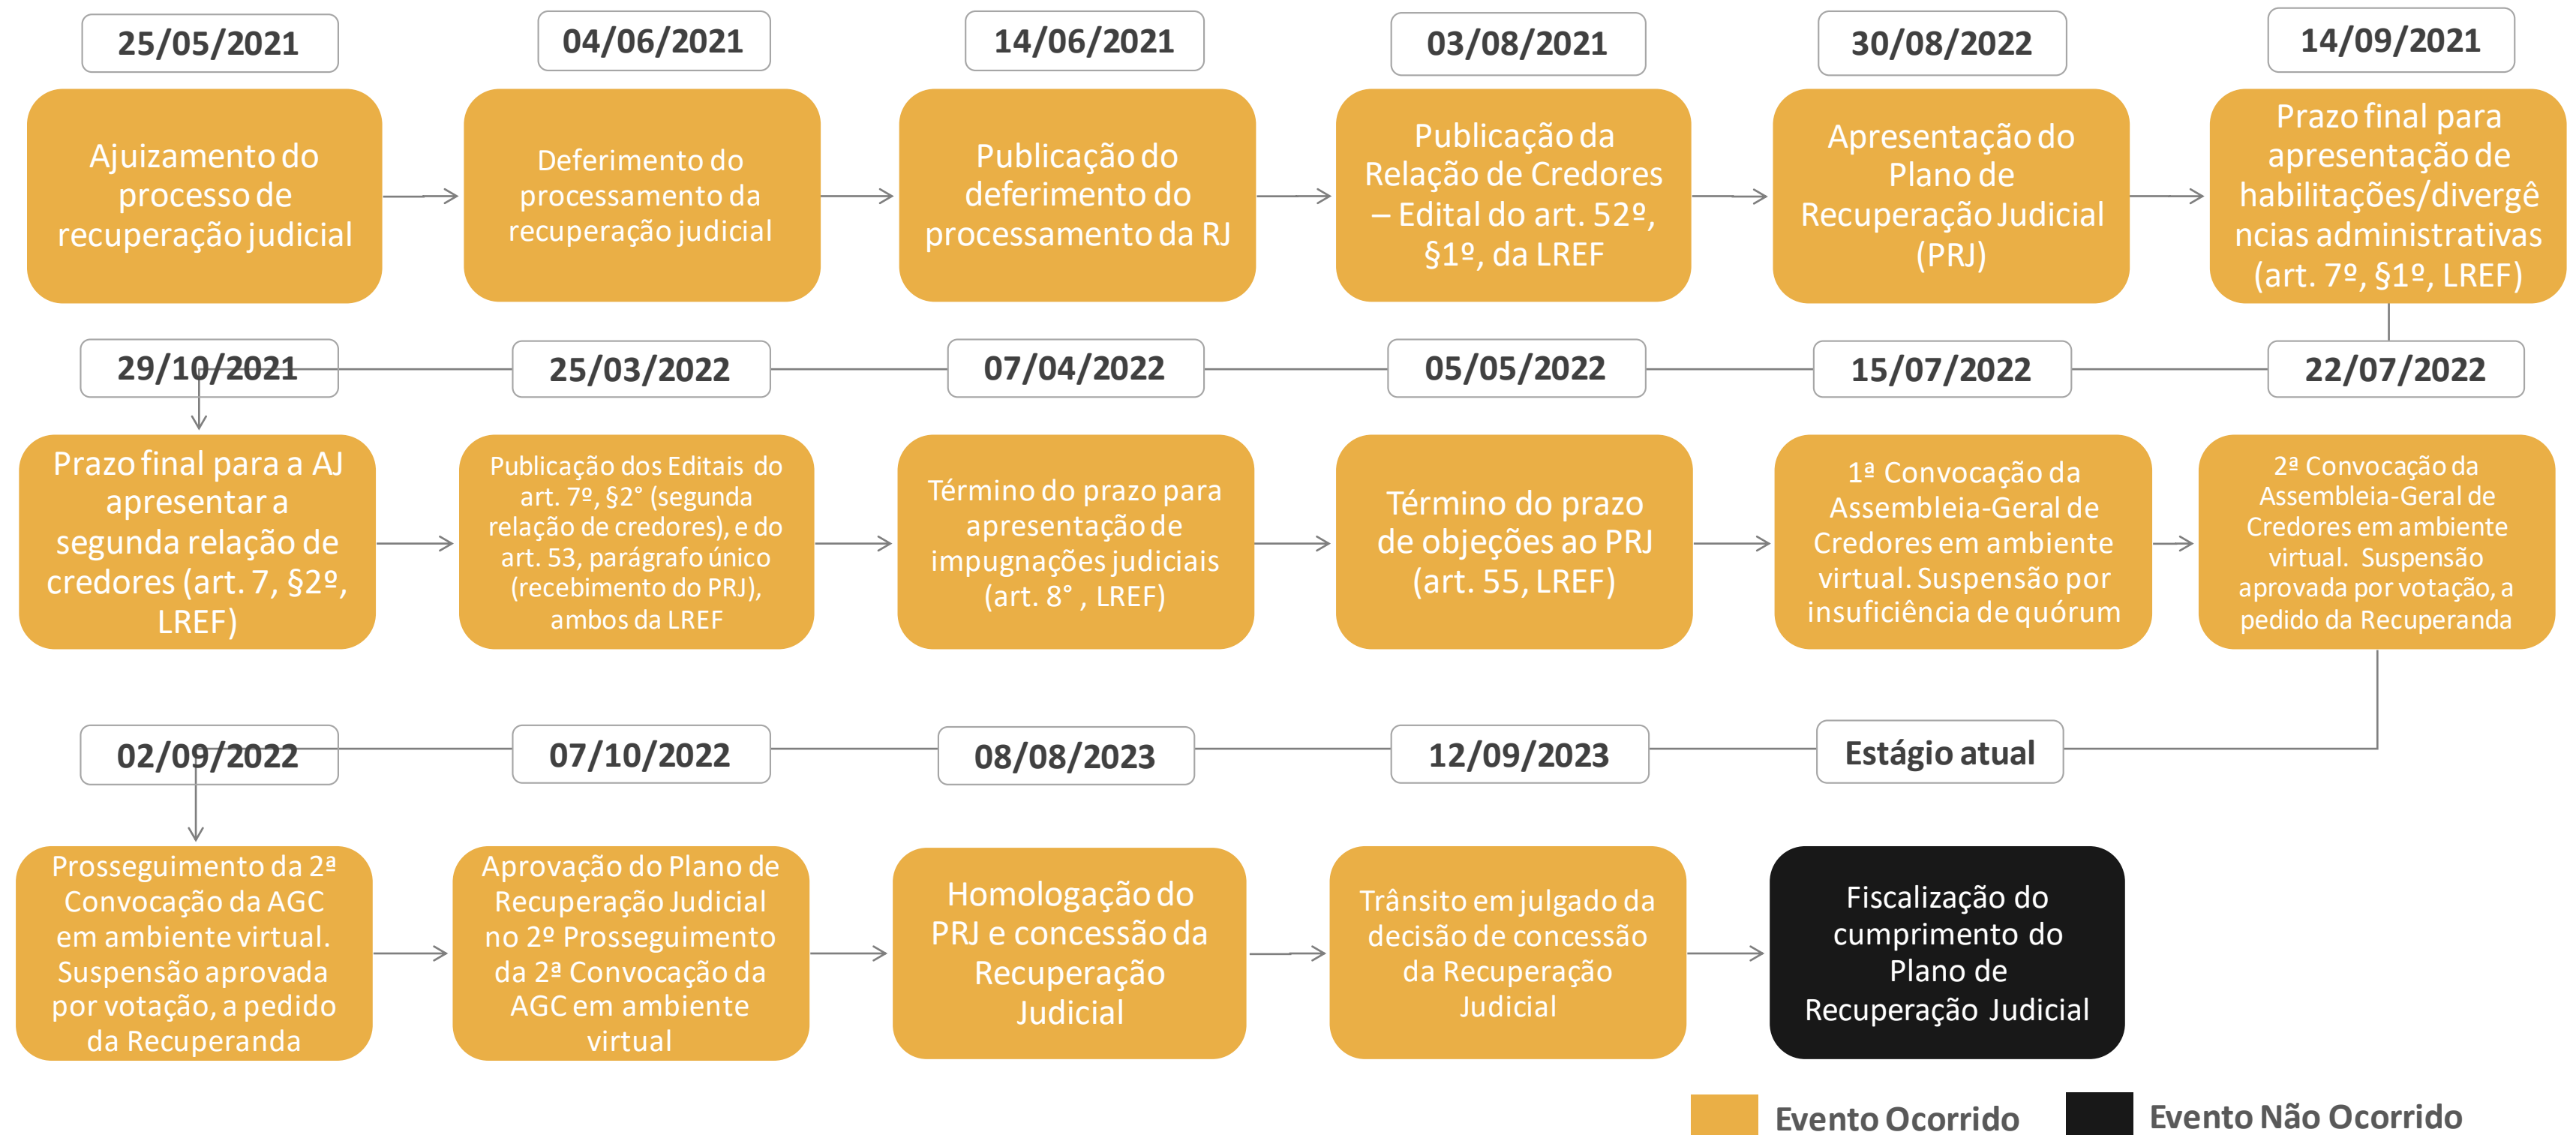 25/05/2021
Ajuizamento do
processo de
recuperação judicial
04/06/2021
Deferimento do
processamento da
recuperação judicial
14/06/2021
Publicação do
deferimento do
processamento da RJ
03/08/2021
Publicação da
Relação de Credores
– Edital do art. 52º,
§1º, da LREF
30/08/2022
Apresentação do
Plano de
Recuperação Judicial
(PRJ)
14/09/2021
Prazo final para
apresentação de
habilitações/divergê
ncias administrativas
(art. 7º, §1º, LREF)
29/10/2021
Prazo final para a AJ
apresentar a
segunda relação de
credores (art. 7, §2º,
LREF)
25/03/2022
Publicação dos Editais do
art. 7º, §2° (segunda
relação de credores), e do
art. 53, parágrafo único
(recebimento do PRJ),
ambos da LREF
07/04/2022
Término do prazo para
apresentação de
impugnações judiciais
(art. 8° , LREF)
05/05/2022
Término do prazo
de objeções ao PRJ
(art. 55, LREF)
15/07/2022
1ª Convocação da
Assembleia-Geral de
Credores em ambiente
virtual. Suspensão por
insuficiência de quórum
22/07/2022
2ª Convocação da
Assembleia-Geral de
Credores em ambiente
virtual. Suspensão
aprovada por votação, a
pedido da Recuperanda
02/09/2022
Prosseguimento da 2ª
Convocação da AGC
em ambiente virtual.
Suspensão aprovada
por votação, a pedido
da Recuperanda
07/10/2022
Aprovação do Plano de
Recuperação Judicial
no 2º Prosseguimento
da 2ª Convocação da
AGC em ambiente
virtual
08/08/2023
Homologação do
PRJ e concessão da
Recuperação
Judicial
12/09/2023
Trânsito em julgado da
decisão de concessão
da Recuperação
Judicial
Estágio atual
Fiscalização do
cumprimento do
Plano de
Recuperação Judicial
Evento Ocorrido
Evento Não Ocorrido